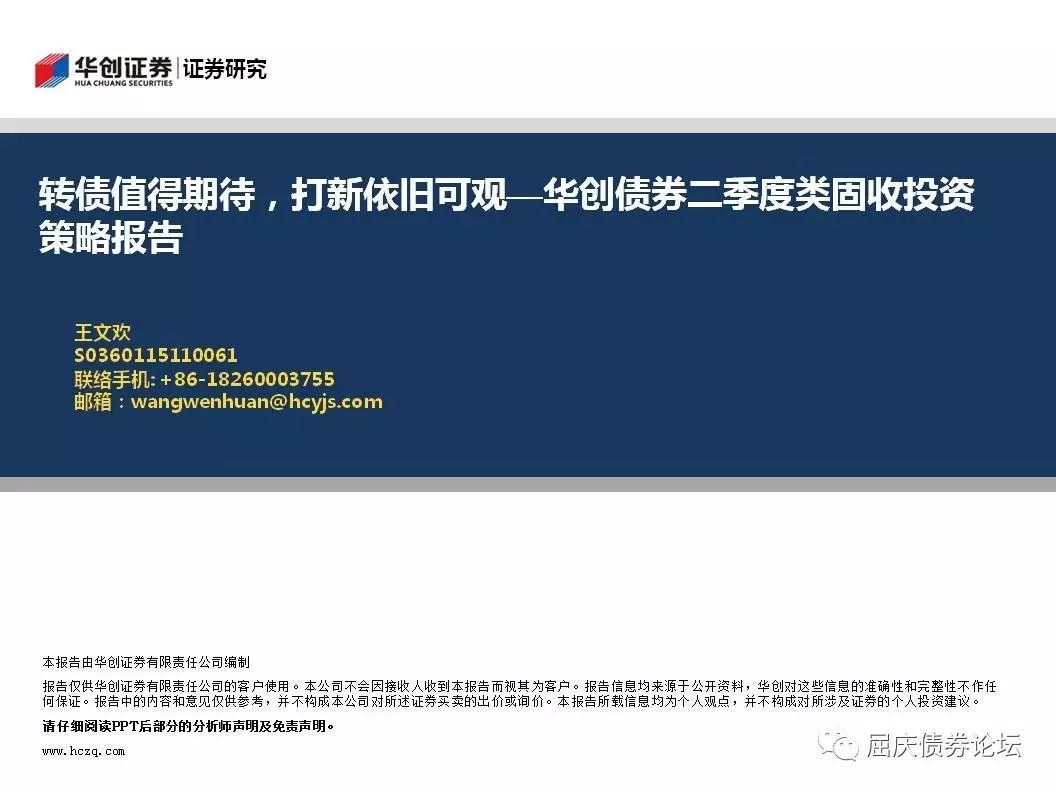 华创证券 证券研究
HUA CHUANG SECURITIES
转债值得期待，打新依旧可观—华创债券二季度类固收投资
策略报告
王文欢
S0360115110061
联络手机: +86-18260003755
邮箱：wangwenhuan@hcyjs.com
本报告由华创证券有限责任公司编制
报告仅供华创证券有限责任公司的客户使用。本公司不会因接收人收到本报告而视其为客户。报告信息均来源于公开资料，华创对这些信息的准确性和完整性不作任
何保证。报告中的内容和意见仅供参考，并不构成本公司对所述证券买卖的出价或询价。本报告所载信息均为个人观点，并不构成对所涉及证券的个人投资建议。
请仔细阅读PPT后部分的分析师声明及免责声明。
www.hczq.com
屈庆债券论坛